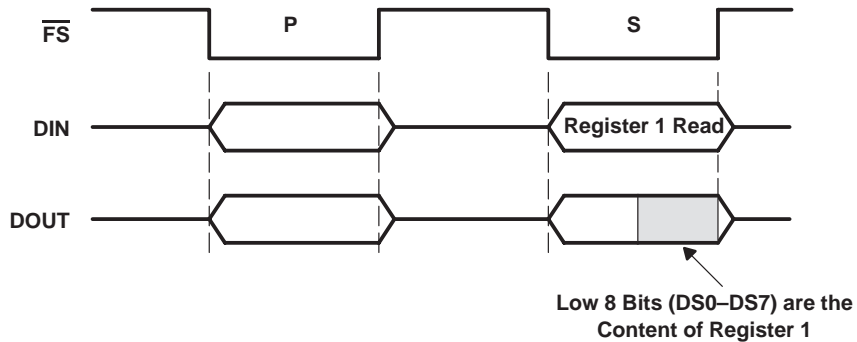 FS
P
S
DIN
Register 1 Read
DOUT
Low 8 Bits (DS0–DS7) are the
Content of Register 1